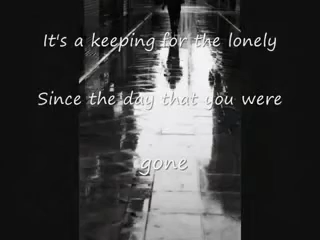 It's a keeping for the lonely
Since the day that you were
gone